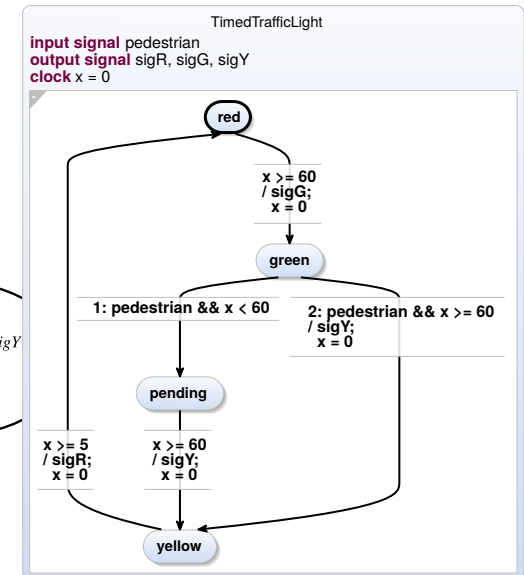 TimedTrafficLight
input signal pedestrian
output signal sigR, sigG, sigY
clock x = 0
-
red
x >= 60
/ sigG;
x = 0
green
1: pedestrian && x < 60
2: pedestrian && x >= 60
/ sigY;
x = 0
igY
pending
x >= 5
/ sigR;
x = 0
x >= 60
/ sigY;
x = 0
yellow